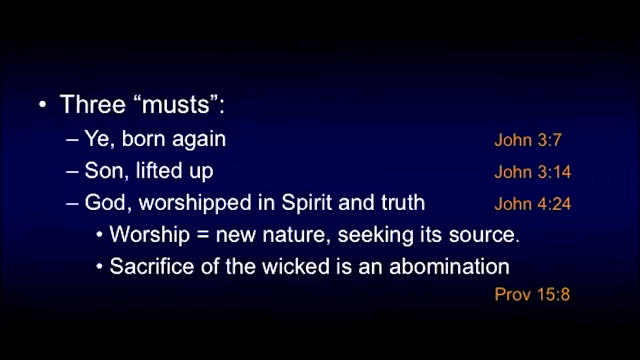 • Three “musts”:
– Ye, born again John 3:7
– Son, lifted up John 3:14
– God, worshipped in Spirit and truth John 4:24
• Worship = new nature, seeking its source.
• Sacrifice of the wicked is an abomination
Prov 15:8